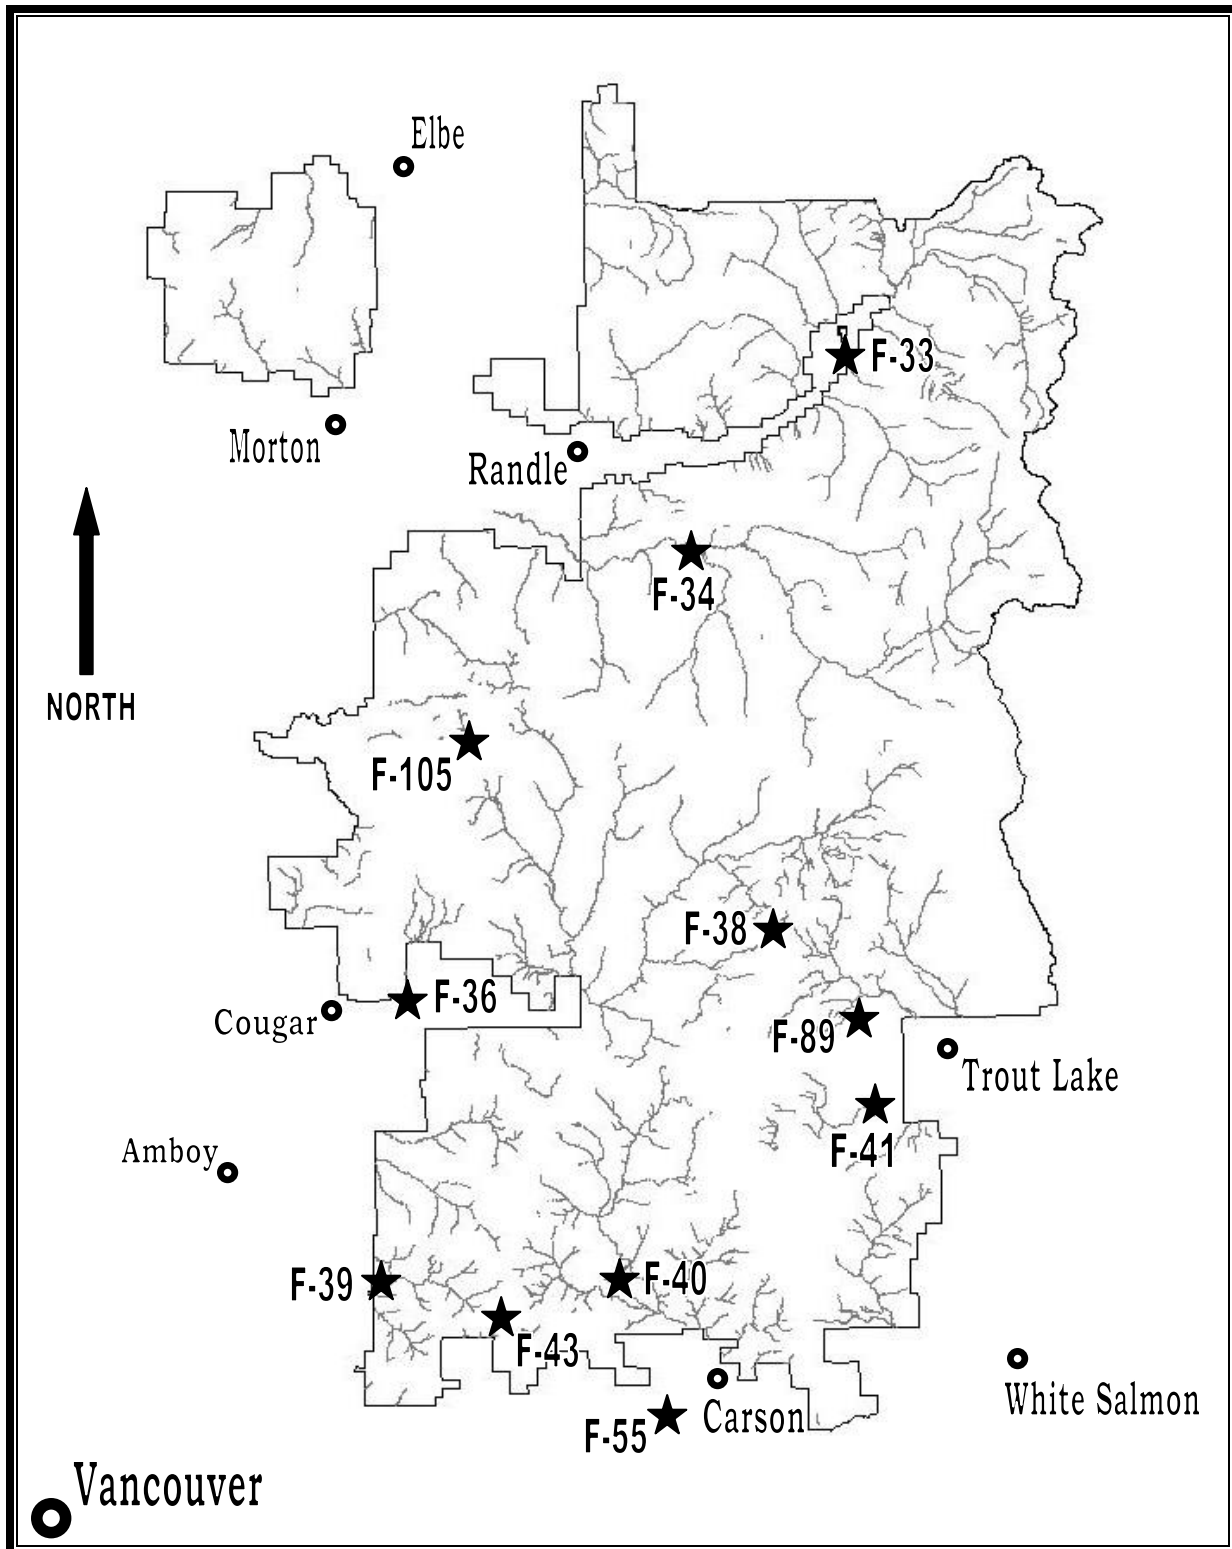 Elbe
F-33
Morton
Randle
F-34
NORTH
F-105
F-38
F-36
Cougar
F-89
Trout Lake
Amboy
F-41
F-39
F-40
F-43
White Salmon
Carson
F-55
Vancouver